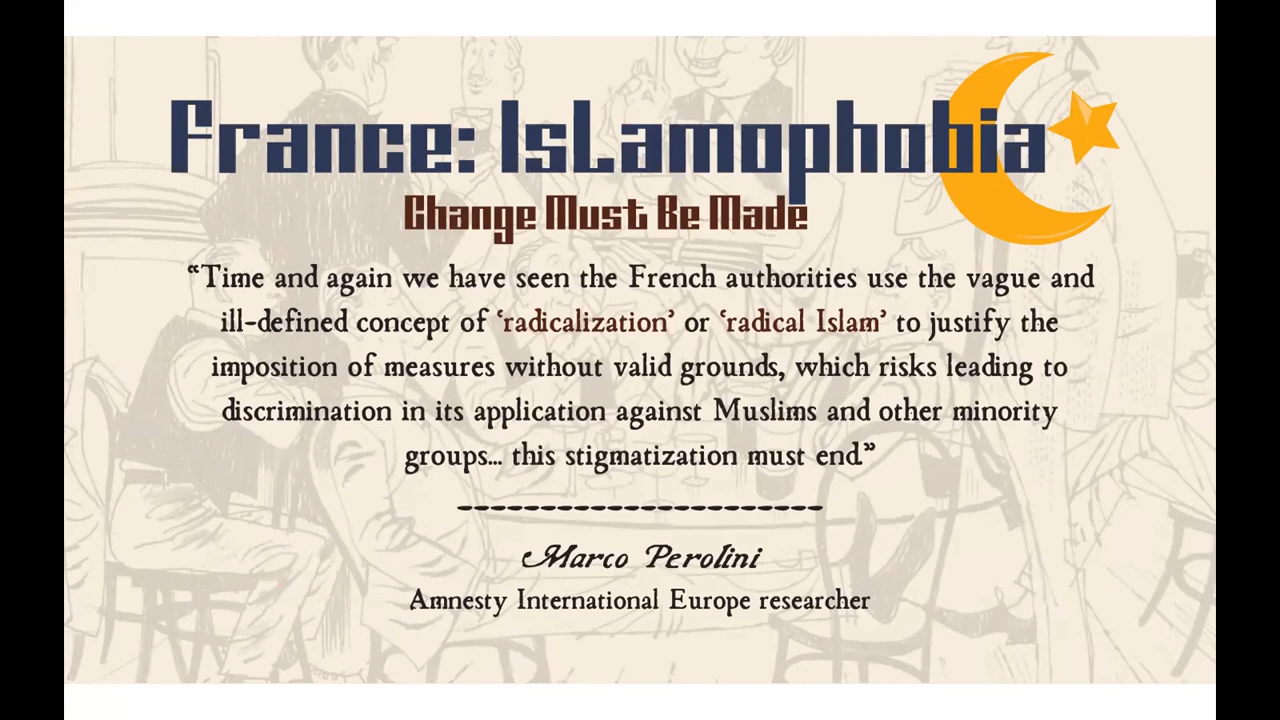 France: IsLamophobia
Change Must Be Made
“Time and again we have seen the French authorities use the vague and
ill-defined concept of ‘radicalization’ or ‘radical Islam’ to justify the
imposition of measures without valid grounds, which risks leading to
discrimination in its application against Muslims and other minority
groups... this stigmatization must end.”
Marco Perolini
Amnesty International Europe researcher